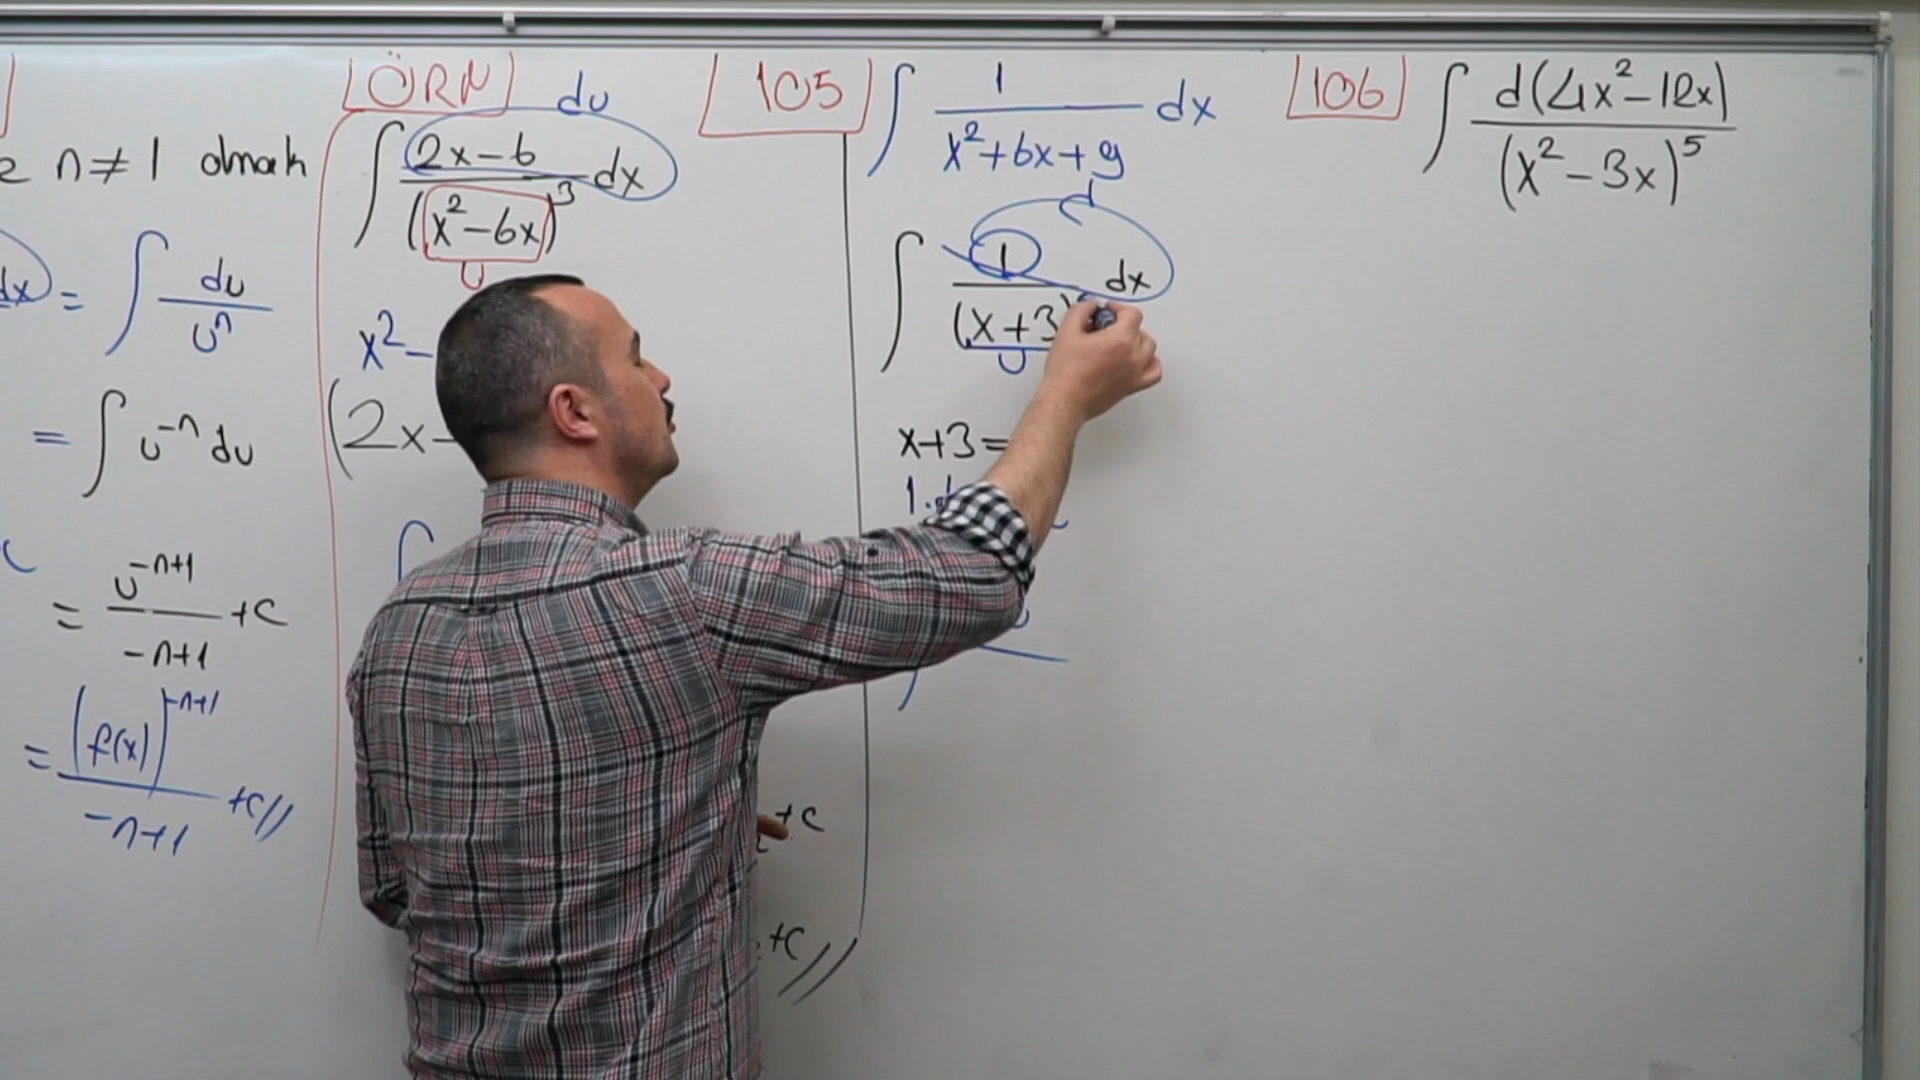 n ≠ 1 olmak
dx = ∫ du / uⁿ
= ∫ u⁻ⁿ du
= u⁻ⁿ⁺¹ / -n+1 + c
= (f(x))⁻ⁿ⁺¹ / -n+1 + c //
ÖRN
du
∫ 2x-6 / (x²-6x)³ dx
u
x² -
(2x -
∫
+c
+c //
105
∫ 1 / x²+6x+9 dx
d
∫ 1 / (x+3) dx
u
x+3 =
1.
106
∫ d(4x²-12x) / (x²-3x)⁵